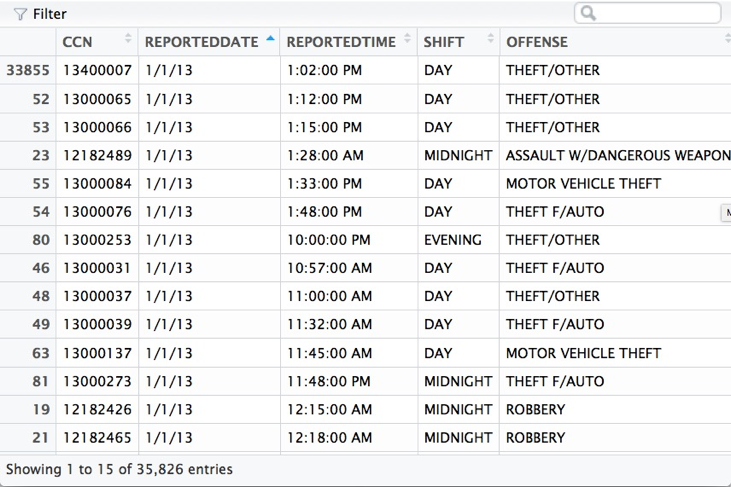 Filter
CCN REPORTEDDATE REPORTEDTIME SHIFT OFFENSE
33855 13400007 1/1/13 1:02:00 PM DAY THEFT/OTHER
52 13000065 1/1/13 1:12:00 PM DAY THEFT/OTHER
53 13000066 1/1/13 1:15:00 PM DAY THEFT/OTHER
23 12182489 1/1/13 1:28:00 AM MIDNIGHT ASSAULT W/DANGEROUS WEAPON
55 13000084 1/1/13 1:33:00 PM DAY MOTOR VEHICLE THEFT
54 13000076 1/1/13 1:48:00 PM DAY THEFT F/AUTO
80 13000253 1/1/13 10:00:00 PM EVENING THEFT/OTHER
46 13000031 1/1/13 10:57:00 AM DAY THEFT F/AUTO
48 13000037 1/1/13 11:00:00 AM DAY THEFT/OTHER
49 13000039 1/1/13 11:32:00 AM DAY THEFT F/AUTO
63 13000137 1/1/13 11:45:00 AM DAY MOTOR VEHICLE THEFT
81 13000273 1/1/13 11:48:00 PM MIDNIGHT THEFT F/AUTO
19 12182426 1/1/13 12:15:00 AM MIDNIGHT ROBBERY
21 12182465 1/1/13 12:18:00 AM MIDNIGHT ROBBERY
Showing 1 to 15 of 35,826 entries